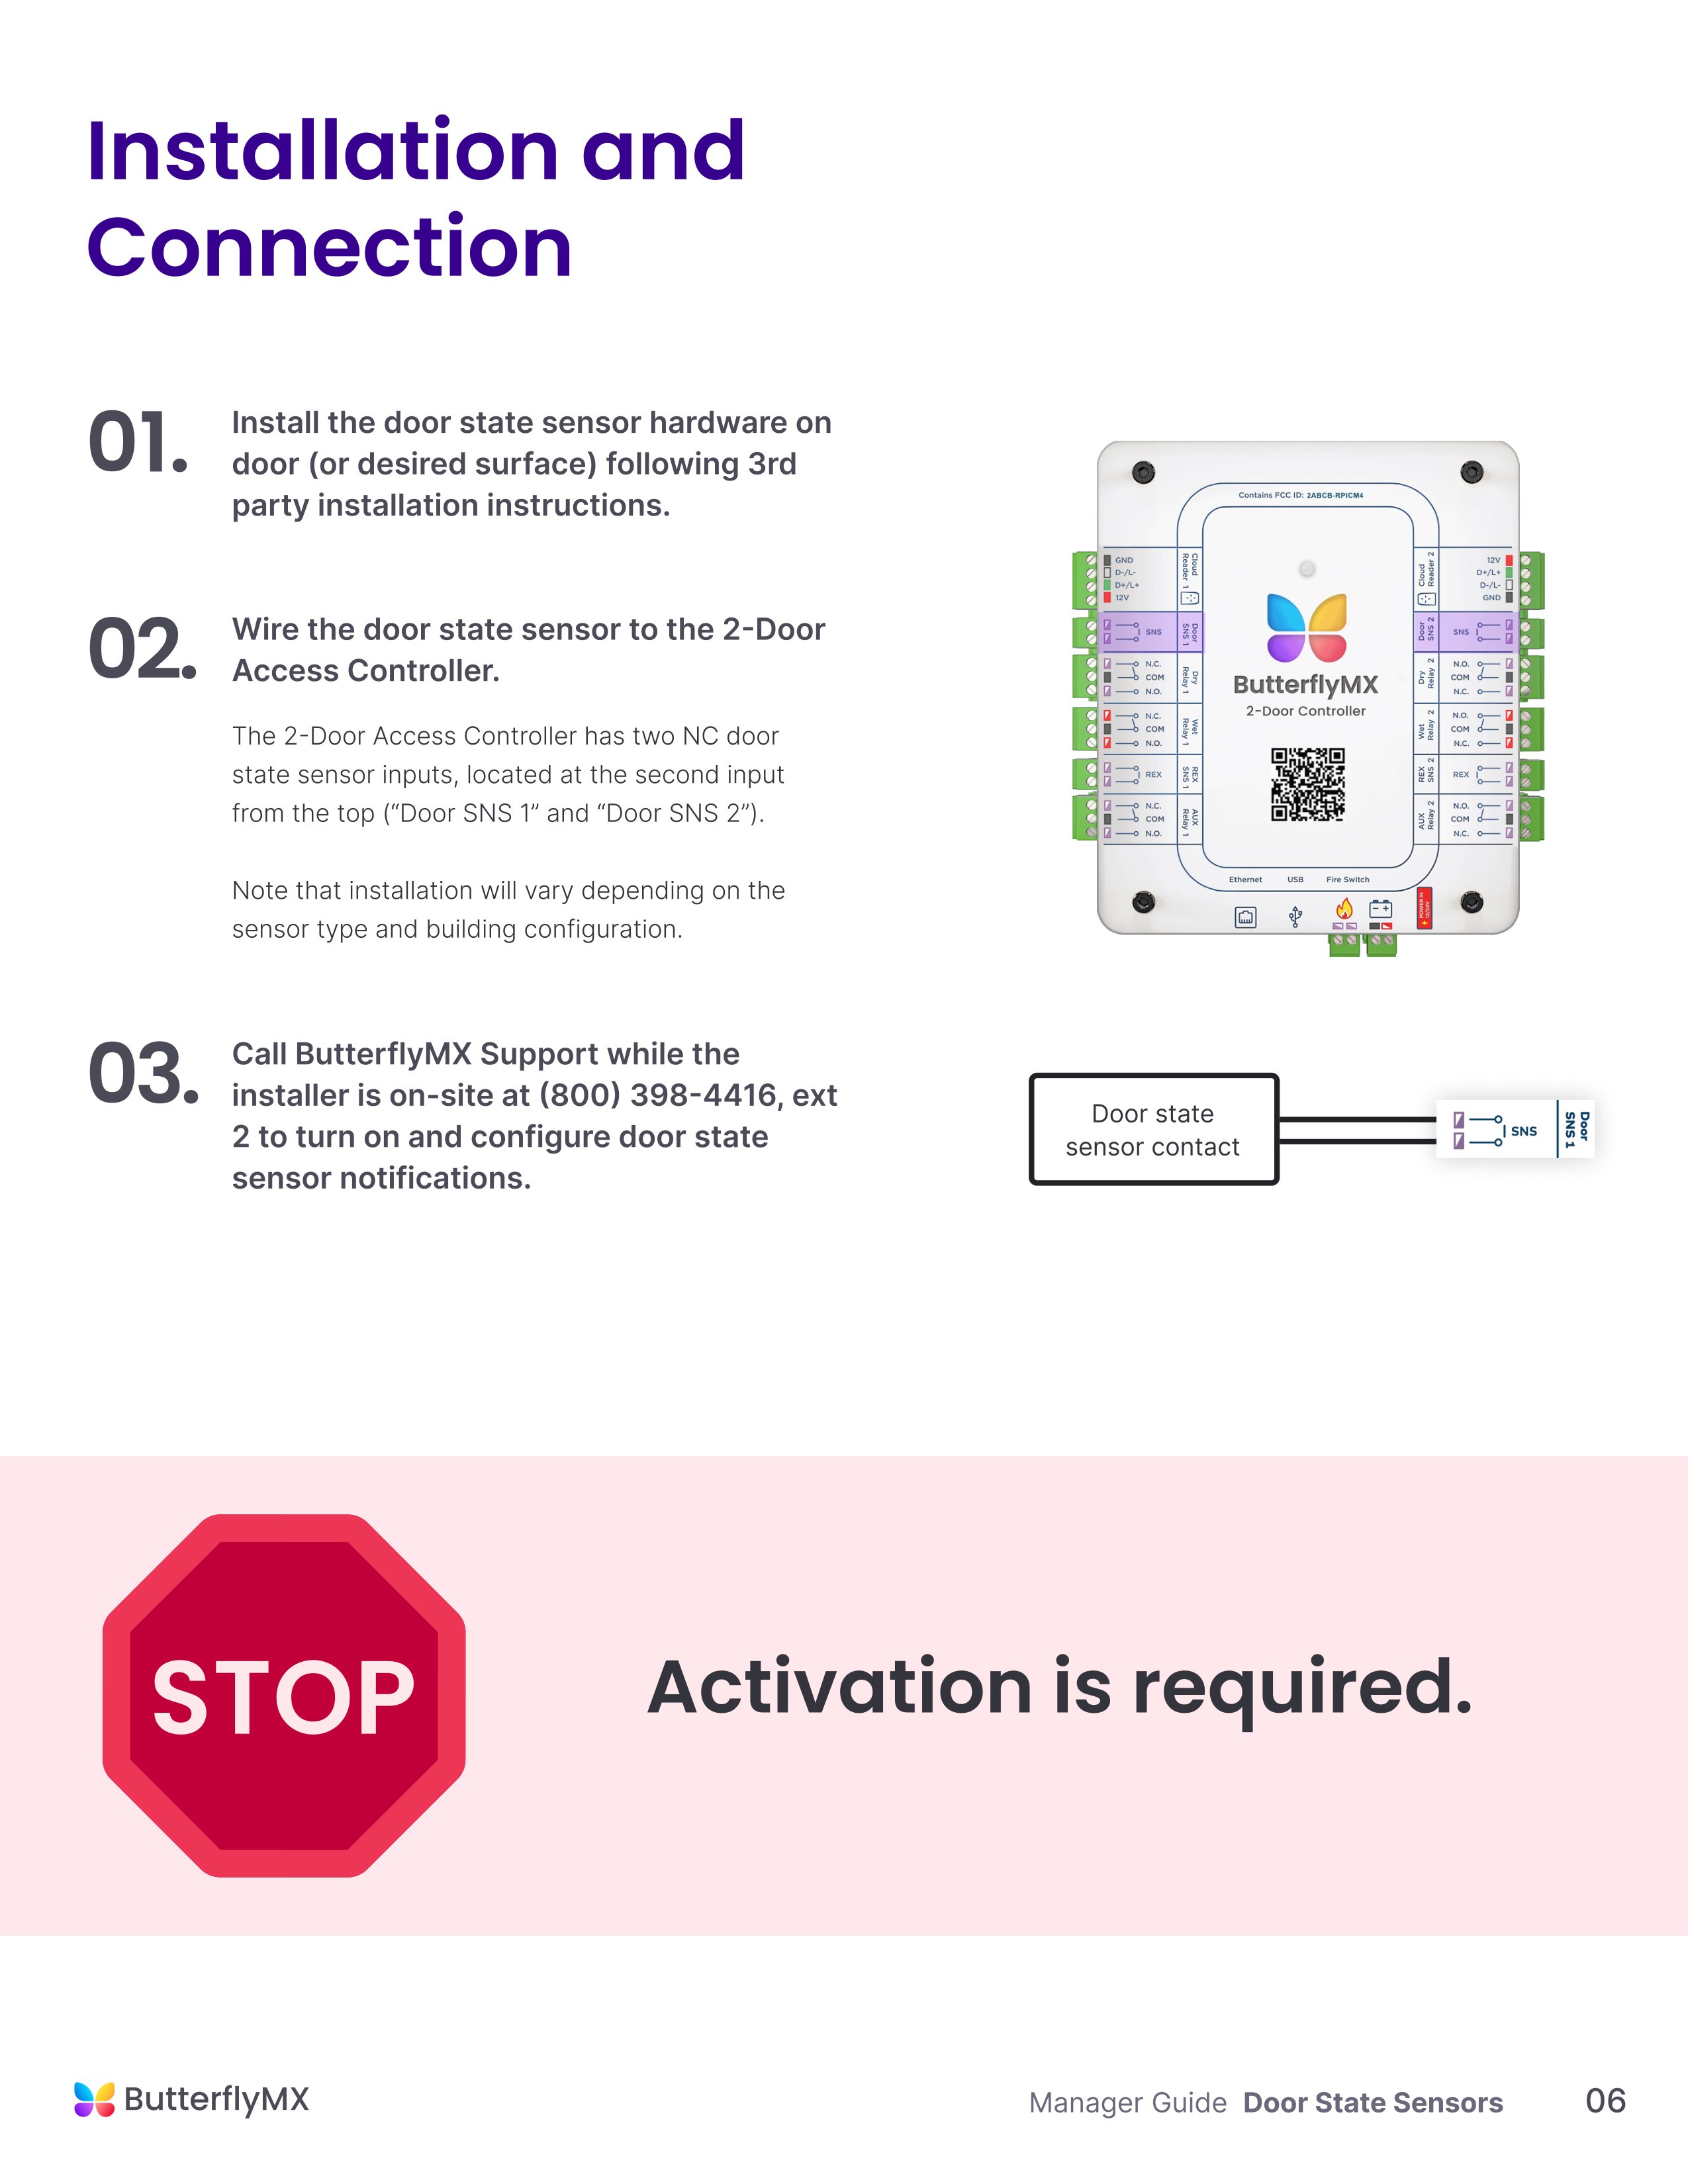 Installation and
Connection
01.
Install the door state sensor hardware on
door (or desired surface) following 3rd
party installation instructions.
02.
Wire the door state sensor to the 2-Door
Access Controller.
The 2-Door Access Controller has two NC door
state sensor inputs, located at the second input
from the top (“Door SNS 1” and “Door SNS 2”).
Note that installation will vary depending on the
sensor type and building configuration.
03.
Call ButterflyMX Support while the
installer is on-site at (800) 398-4416, ext
2 to turn on and configure door state
sensor notifications.
Contains FCC ID: 2ABCB-RPICM4
GND
D-/L-
D+/L+
12V
Cloud
Reader 1
SNS
Door
SNS 1
N.C.
COM
N.O.
Dry
Relay 1
N.C.
COM
N.O.
Wet
Relay 1
REX
REX
SNS 1
N.C.
COM
N.O.
AUX
Relay 1
ButterflyMX
2-Door Controller
Cloud
Reader 2
12V
D+/L+
D-/L-
GND
Door
SNS 2
SNS
Dry
Relay 2
N.O.
COM
N.C.
Wet
Relay 2
N.O.
COM
N.C.
REX
SNS 2
REX
AUX
Relay 2
N.O.
COM
N.C.
Ethernet
USB
Fire Switch
POWER IN
12/24V
Door state
sensor contact
SNS
Door
SNS 1
STOP
Activation is required.
ButterflyMX
Manager Guide Door State Sensors
06